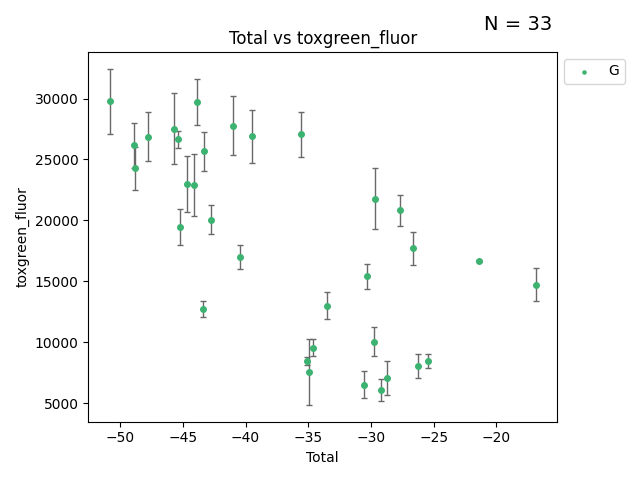 N = 33
Total vs toxgreen_fluor
G
toxgreen_fluor
30000
25000
20000
15000
10000
5000
−50 −45 −40 −35 −30 −25 −20
Total